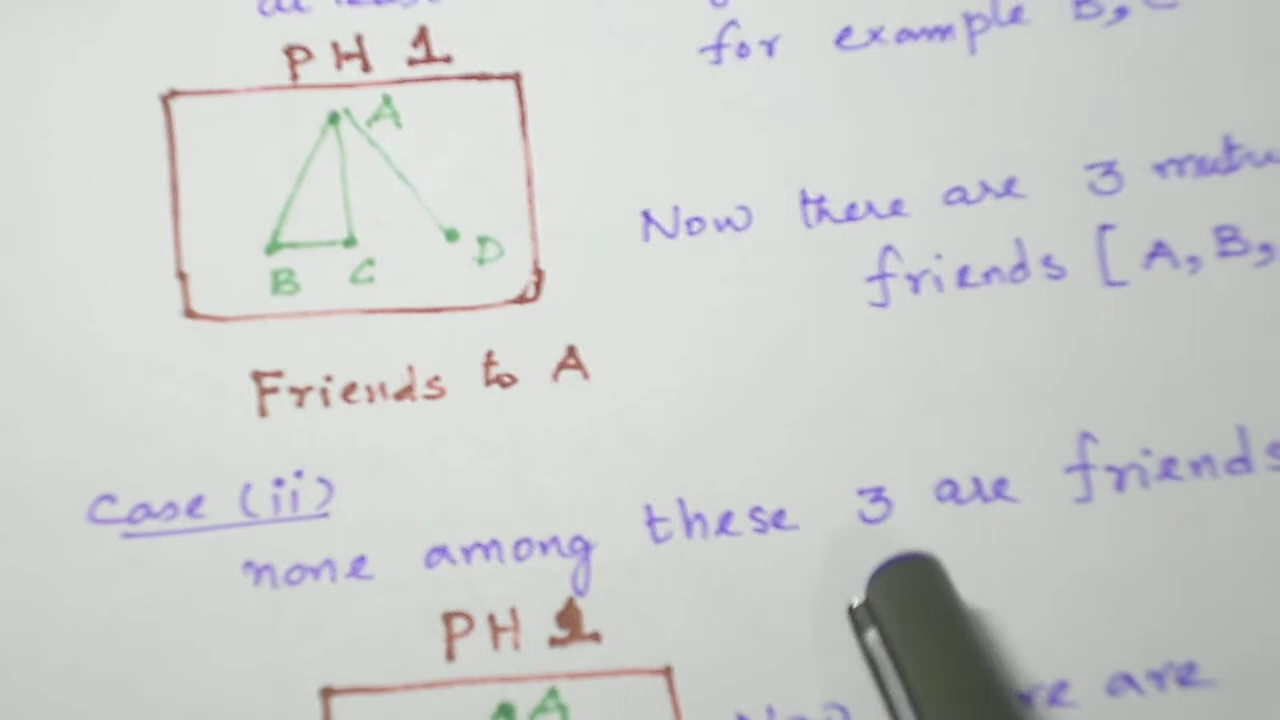 PH 1
for example B, C
A
Now there are 3
friends [ A, B,
B C D
Friends to A
Case (ii)
none among these 3 are friends
PH 1
A
are